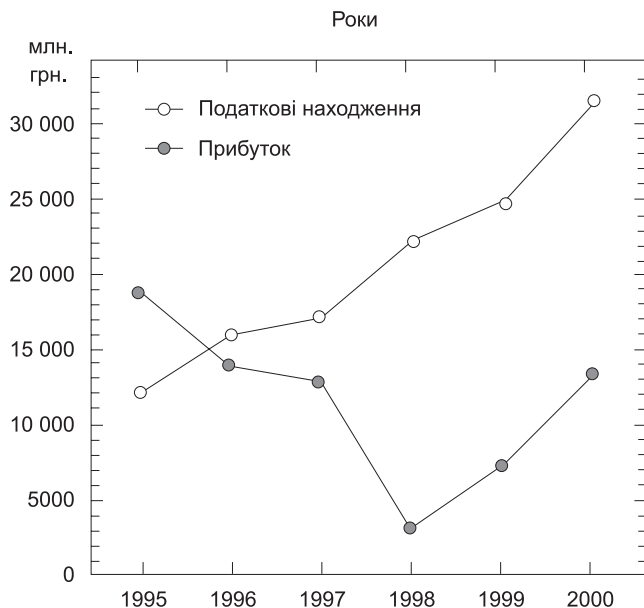 Роки
млн.
грн.
Податкові находження
Прибуток
30 000
25 000
20 000
15 000
10 000
5000
0
1995 1996 1997 1998 1999 2000